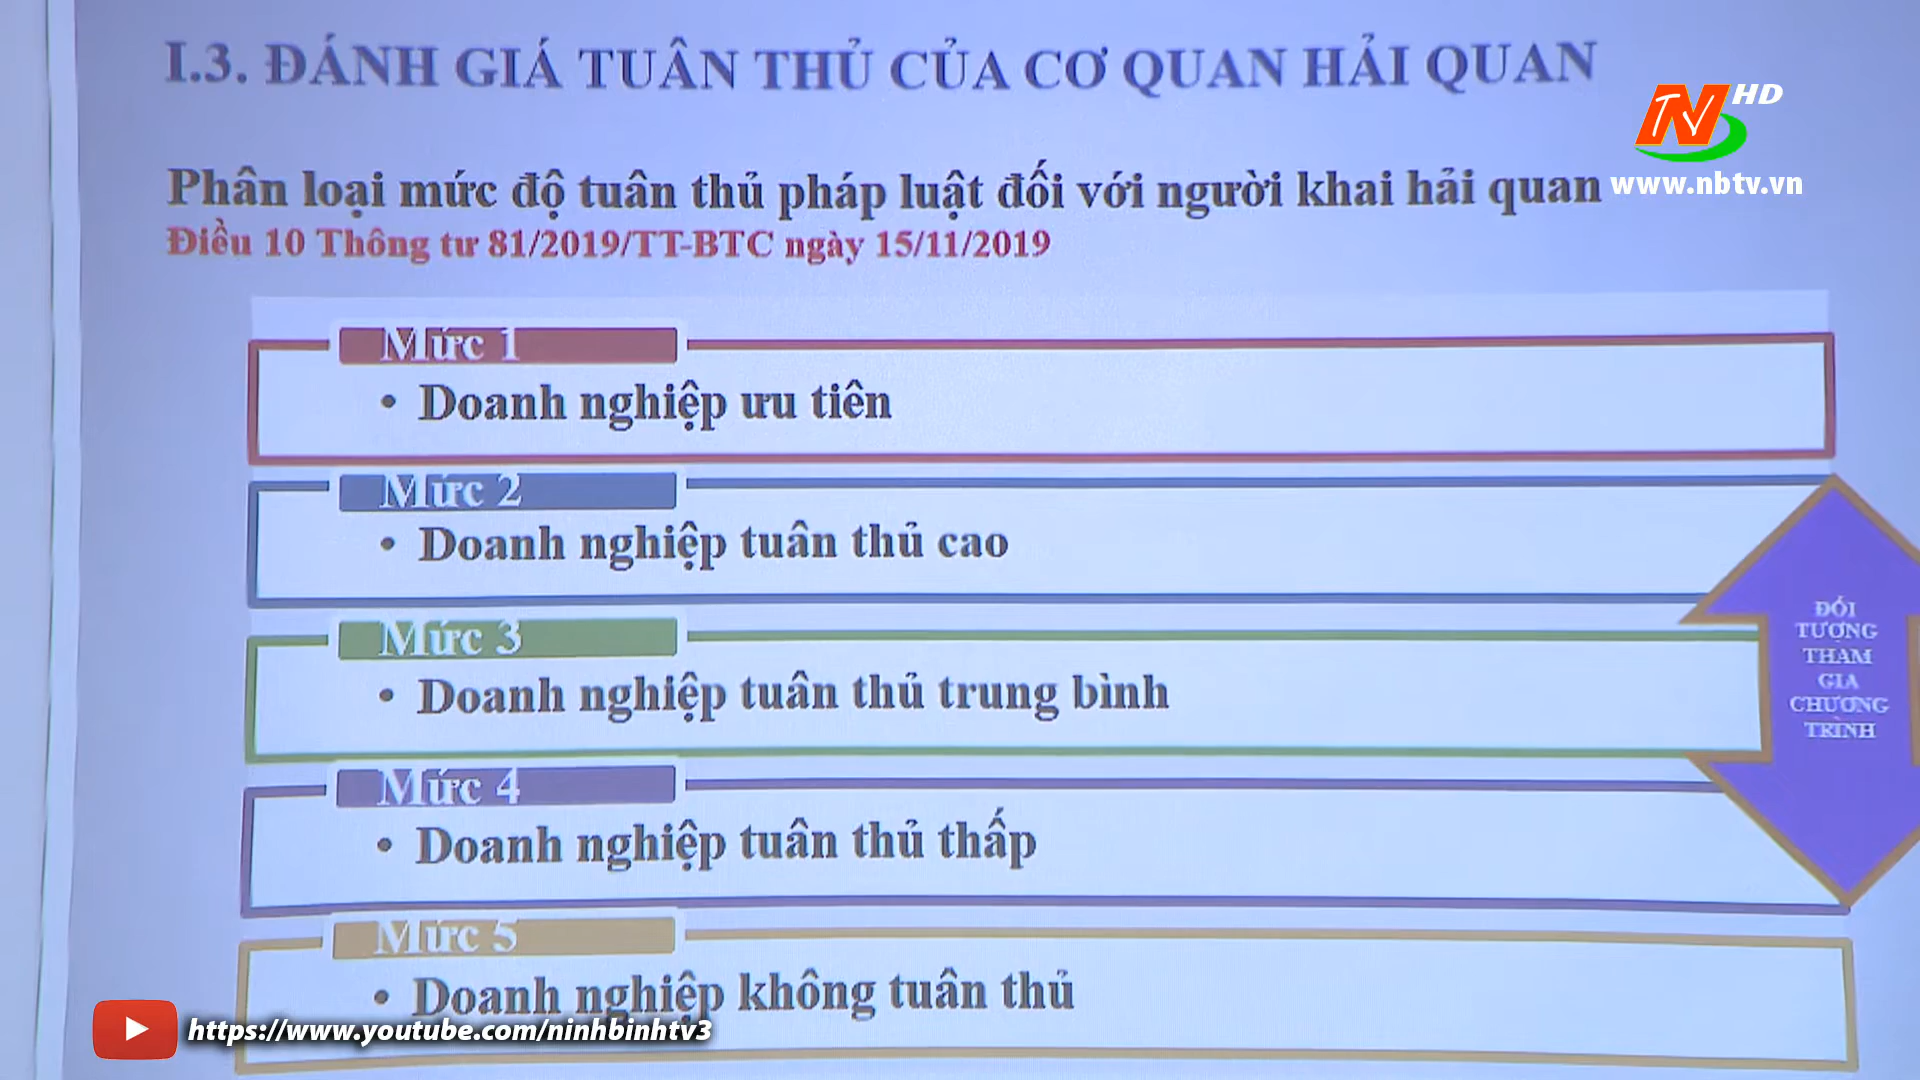 I.3. ĐÁNH GIÁ TUÂN THỦ CỦA CƠ QUAN HẢI QUAN
NTV HD
www.nbtv.vn
Phân loại mức độ tuân thủ pháp luật đối với người khai hải quan
Điều 10 Thông tư 81/2019/TT-BTC ngày 15/11/2019
Mức 1
• Doanh nghiệp ưu tiên
Mức 2
• Doanh nghiệp tuân thủ cao
Mức 3
• Doanh nghiệp tuân thủ trung bình
Mức 4
• Doanh nghiệp tuân thủ thấp
Mức 5
• Doanh nghiệp không tuân thủ
ĐỐI
TƯỢNG
THAM
GIA
CHƯƠNG
TRÌNH
https://www.youtube.com/ninhbinhtv3